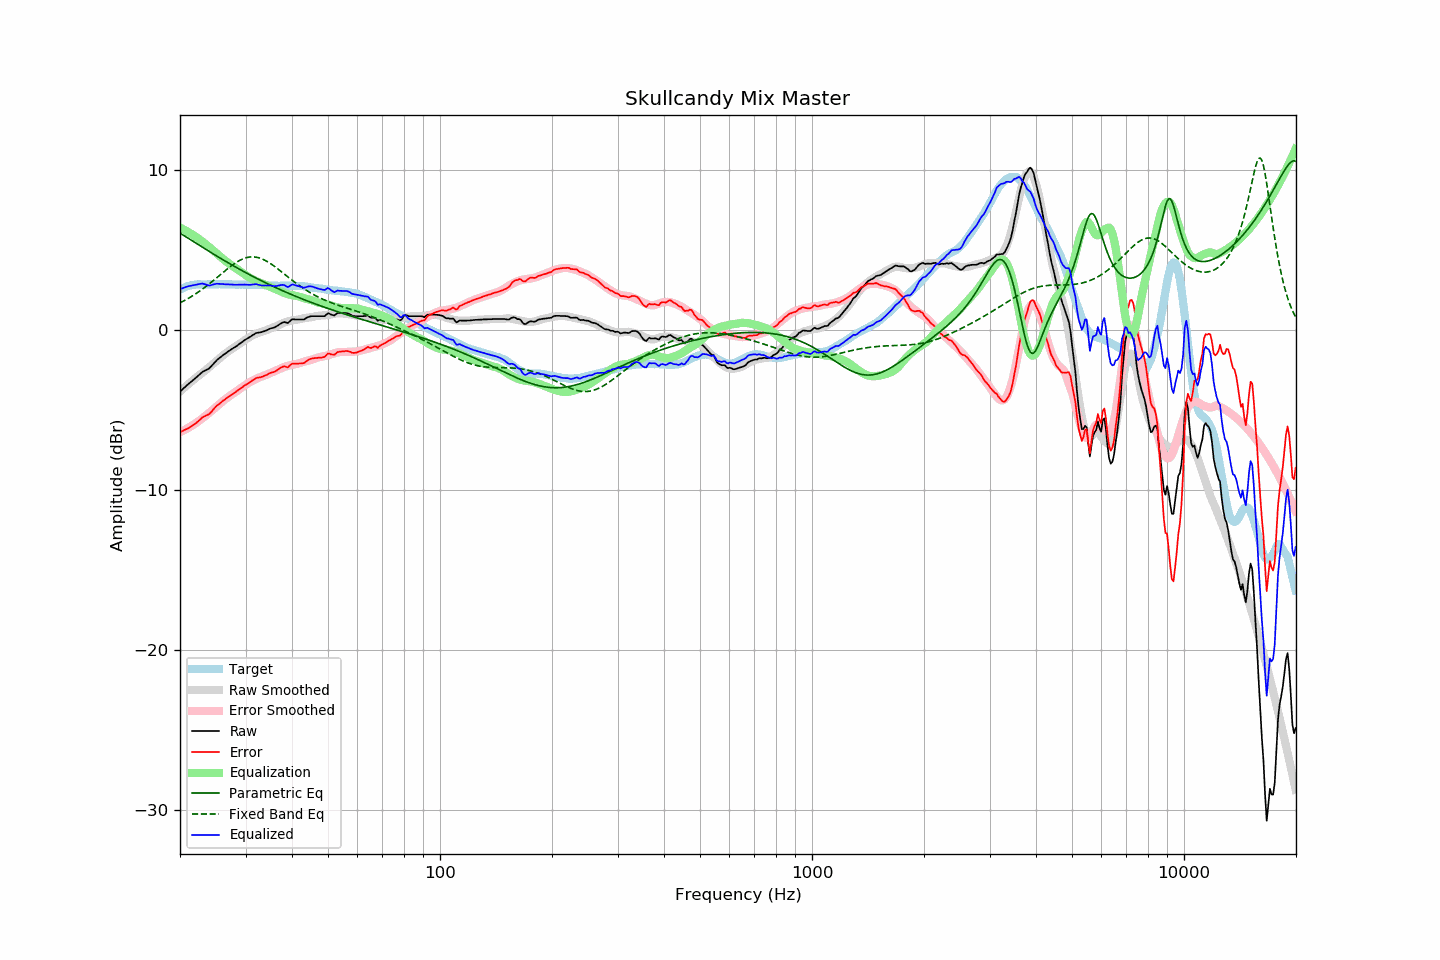 Skullcandy Mix Master
Amplitude (dBr)
10
0
−10
−20
−30
Target
Raw Smoothed
Error Smoothed
Raw
Error
Equalization
Parametric Eq
Fixed Band Eq
Equalized
100
1000
10000
Frequency (Hz)